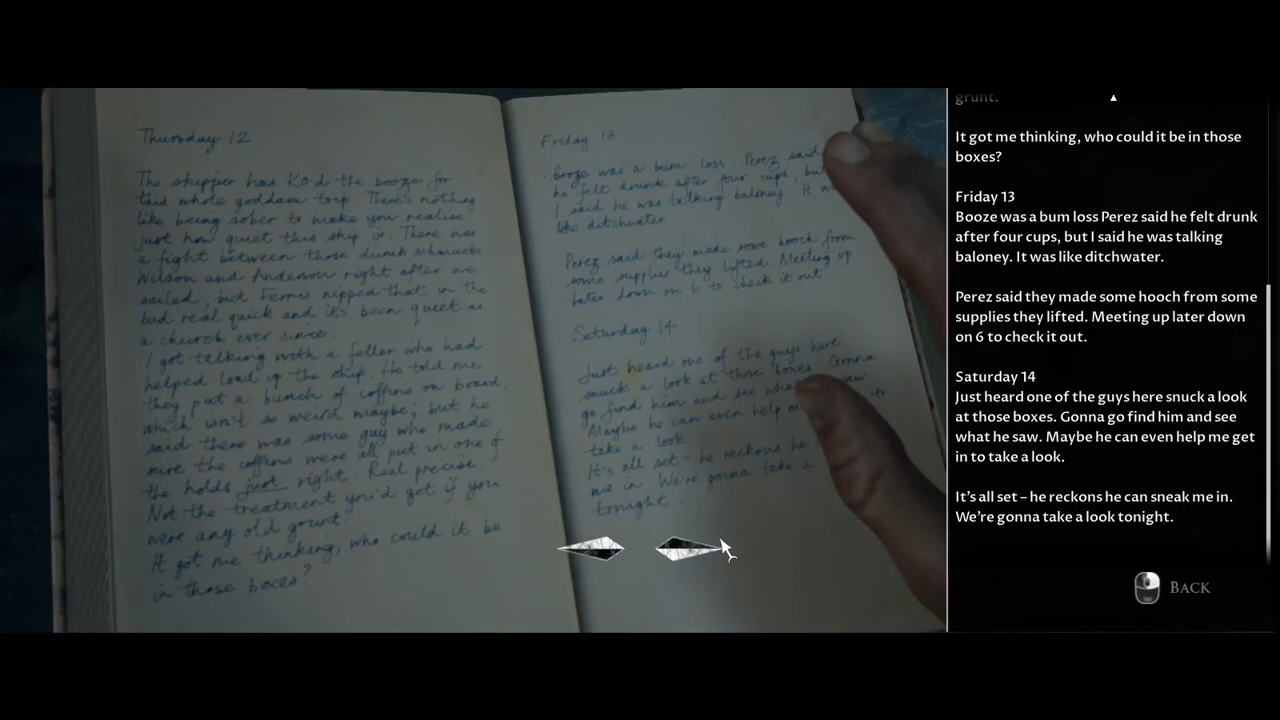 Thursday 12
The skipper has KO'd the booze for
this whole goddam trip. There's nothing
like being sober to make you realise
just how quiet this ship is. There was
a fight between those dumb schmucks
Wilson and Anderson right after we
sailed, but Ferris nipped that in the
bud real quick and it's been quiet as
a church ever since.
I got talking with a feller who had
helped load up the ship. He told me
they put a bunch of coffins on board,
which isn't so weird maybe; but he
said there was some guy who made
sure the coffins were all put in one of
the holds just right. Real precise.
Not the treatment you'd get if you
were any old grunt.
It got me thinking, who could it be
in those boxes?
Friday 13
Booze was a bum loss. Perez said
he felt drunk after four cups, but
I said he was talking baloney. It
like ditchwater
Perez said they made some hooch from
some supplies they lifted. Meeting up
later down on 6 to check it out
Saturday 14
Just heard one of the guys here
snuck a look at those boxes. Gonna
go find him and see what saw
Maybe he can even help me to
take a look
It's all set - he reckons he
me in. We're gonna take a
tonight.
grunt.
It got me thinking, who could it be in those
boxes?
Friday 13
Booze was a bum loss Perez said he felt drunk
after four cups, but I said he was talking
baloney. It was like ditchwater.
Perez said they made some hooch from some
supplies they lifted. Meeting up later down
on 6 to check it out.
Saturday 14
Just heard one of the guys here snuck a look
at those boxes. Gonna go find him and see
what he saw. Maybe he can even help me get
in to take a look.
It's all set – he reckons he can sneak me in.
We're gonna take a look tonight.
BACK